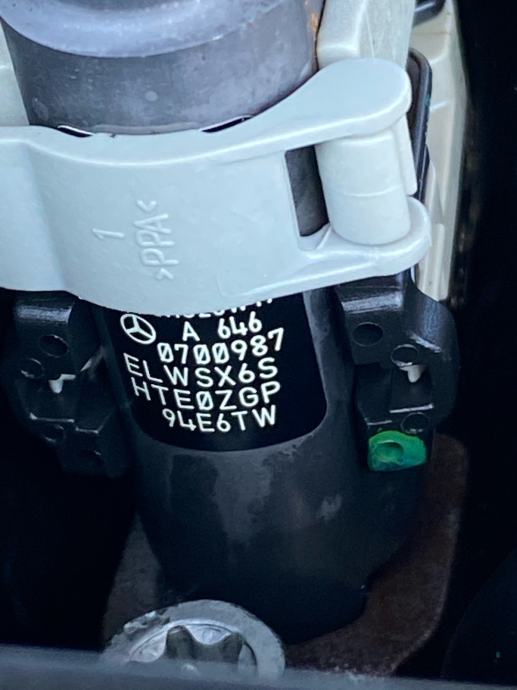 1
>PPA<
A 646
0700987
ELWSX6S
HTE0ZGP
94E6TW